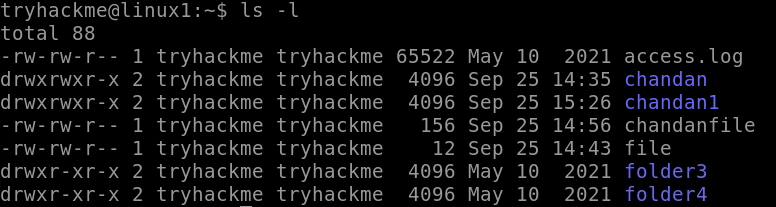 tryhackme@linux1:~$ ls -l
total 88
-rw-rw-r-- 1 tryhackme tryhackme 65522 May 10  2021 access.log
drwxrwxr-x 2 tryhackme tryhackme  4096 Sep 25 14:35 chandan
drwxrwxr-x 2 tryhackme tryhackme  4096 Sep 25 15:26 chandan1
-rw-rw-r-- 1 tryhackme tryhackme   156 Sep 25 14:56 chandanfile
-rw-rw-r-- 1 tryhackme tryhackme    12 Sep 25 14:43 file
drwxr-xr-x 2 tryhackme tryhackme  4096 May 10  2021 folder3
drwxr-xr-x 2 tryhackme tryhackme  4096 May 10  2021 folder4